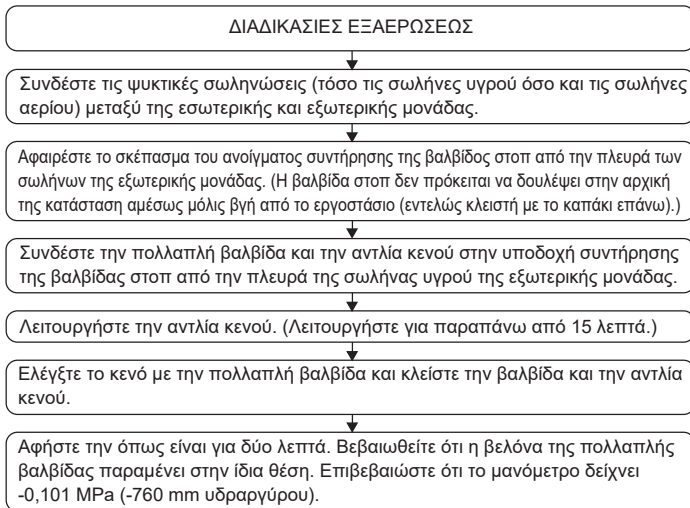 ΔΙΑΔΙΚΑΣΙΕΣ ΕΞΑΕΡΩΣΕΩΣ
Συνδέστε τις ψυκτικές σωληνώσεις (τόσο τις σωλήνες υγρού όσο και τις σωλήνες
αερίου) μεταξύ της εσωτερικής και εξωτερικής μονάδας.
Αφαιρέστε το σκέπασμα του ανοίγματος συντήρησης της βαλβίδος στοπ από την πλευρά των
σωλήνων της εξωτερικής μονάδας. (Η βαλβίδα στοπ δεν πρόκειται να δουλέψει στην αρχική
της κατάσταση αμέσως μόλις βγή από το εργοστάσιο (εντελώς κλειστή με το καπάκι επάνω).)
Συνδέστε την πολλαπλή βαλβίδα και την αντλία κενού στην υποδοχή συντήρησης
της βαλβίδας στοπ από την πλευρά της σωλήνας υγρού της εξωτερικής μονάδας.
Λειτουργήστε την αντλία κενού. (Λειτουργήστε για παραπάνω από 15 λεπτά.)
Ελέγξτε το κενό με την πολλαπλή βαλβίδα και κλείστε την βαλβίδα και την αντλία
κενού.
Αφήστε την όπως είναι για δύο λεπτά. Βεβαιωθείτε ότι η βελόνα της πολλαπλής
βαλβίδας παραμένει στην ίδια θέση. Επιβεβαιώστε ότι το μανόμετρο δείχνει
-0,101 MPa (-760 mm υδραργύρου).